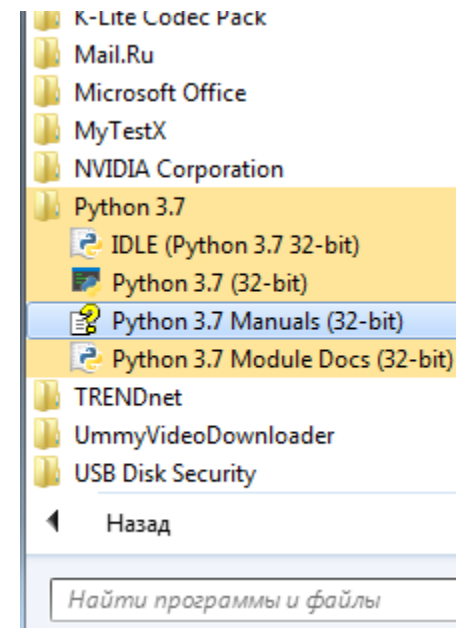 K-Lite Codec Pack
Mail.Ru
Microsoft Office
MyTestX
NVIDIA Corporation
Python 3.7
IDLE (Python 3.7 32-bit)
Python 3.7 (32-bit)
Python 3.7 Manuals (32-bit)
Python 3.7 Module Docs (32-bit)
TRENDnet
UmmyVideoDownloader
USB Disk Security
Назад
Найти программы и файлы